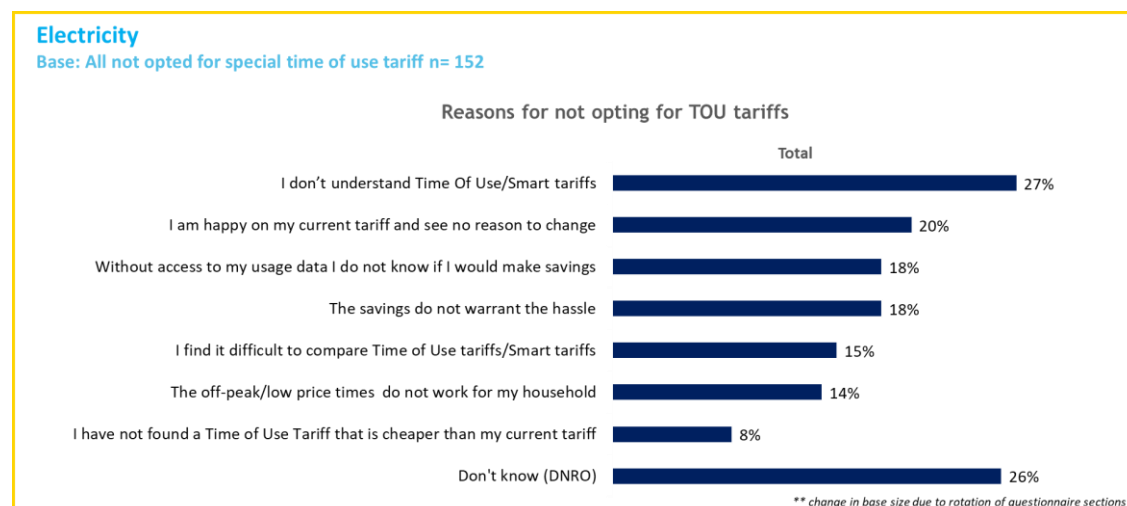 Electricity
Base: All not opted for special time of use tariff n= 152
Reasons for not opting for TOU tariffs
Total
I don’t understand Time Of Use/Smart tariffs 27%
I am happy on my current tariff and see no reason to change 20%
Without access to my usage data I do not know if I would make savings 18%
The savings do not warrant the hassle 18%
I find it difficult to compare Time of Use tariffs/Smart tariffs 15%
The off-peak/low price times  do not work for my household 14%
I have not found a Time of Use Tariff that is cheaper than my current tariff 8%
Don't know (DNRO) 26%
** change in base size due to rotation of questionnaire sections